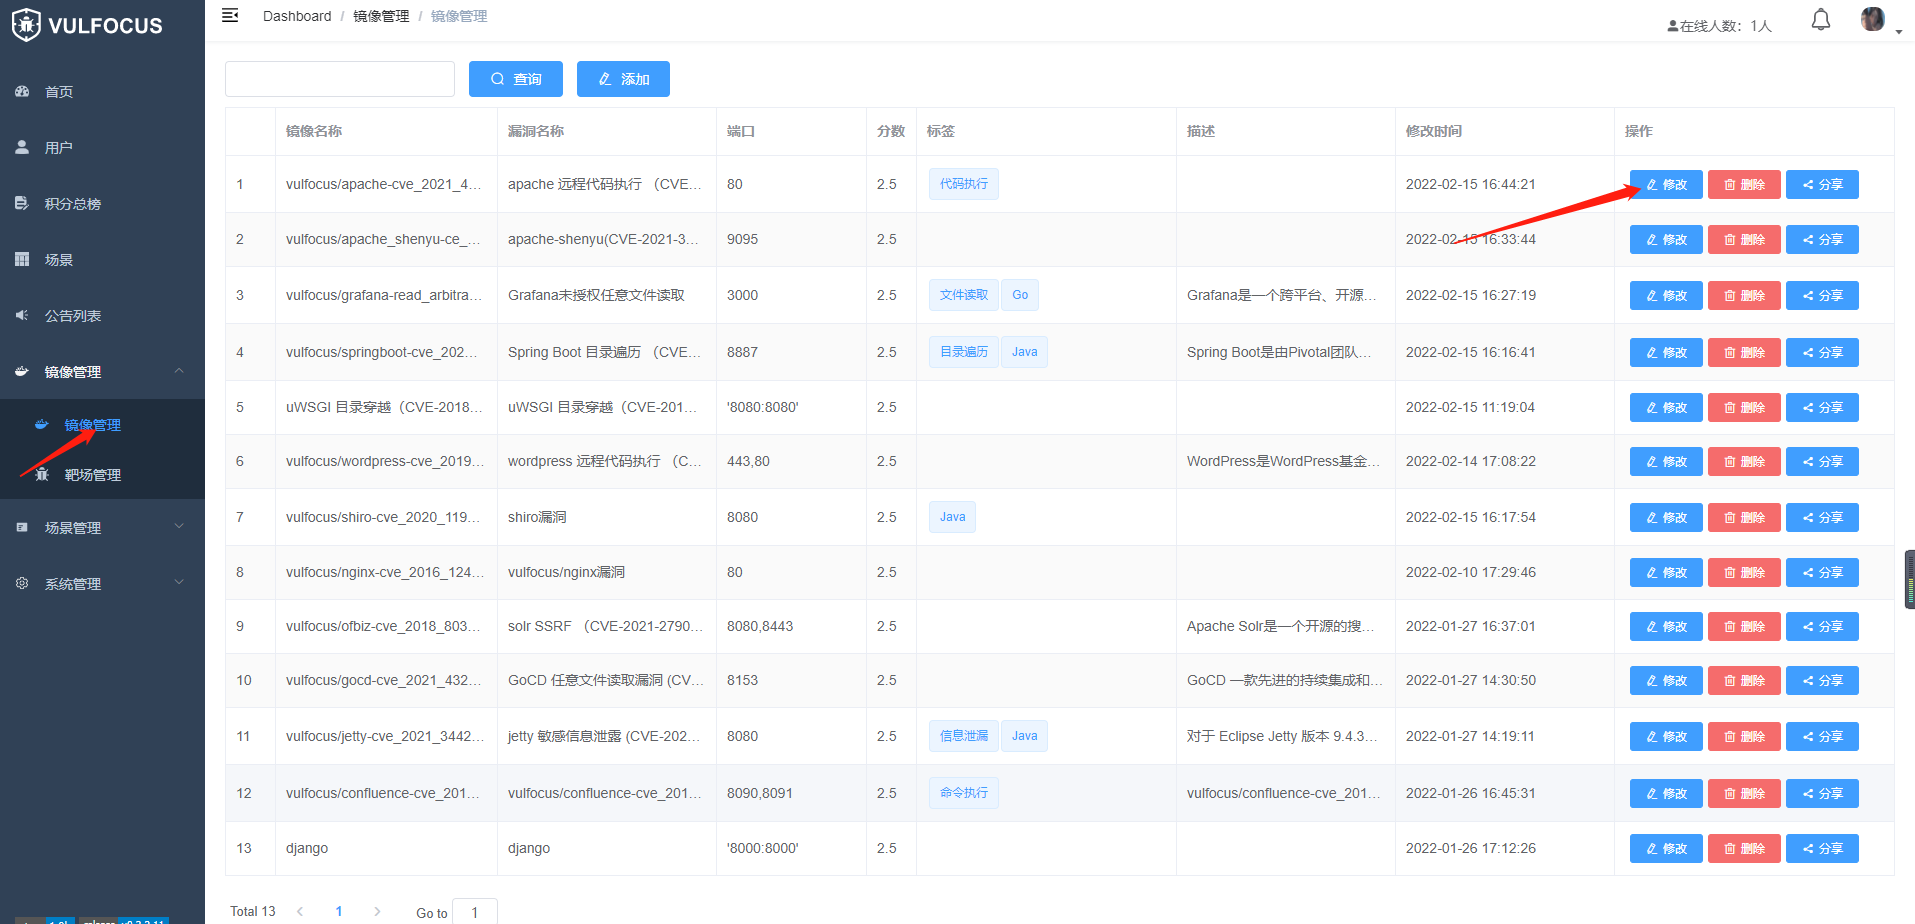 VULFOCUS
Dashboard / 镜像管理 / 镜像管理
在线人数：1人
首页
用户
积分总榜
场景
公告列表
镜像管理
镜像管理
靶场管理
场景管理
系统管理
查询 添加
镜像名称 漏洞名称 端口 分数 标签 描述 修改时间 操作
1 vulfocus/apache-cve_2021_4... apache 远程代码执行 （CVE... 80 2.5 代码执行 2022-02-15 16:44:21 修改 删除 分享
2 vulfocus/apache_shenyu-ce_... apache-shenyu(CVE-2021-3... 9095 2.5 2022-02-15 16:33:44 修改 删除 分享
3 vulfocus/grafana-read_arbitra... Grafana未授权任意文件读取 3000 2.5 文件读取 Go Grafana是一个跨平台、开源... 2022-02-15 16:27:19 修改 删除 分享
4 vulfocus/springboot-cve_202... Spring Boot 目录遍历 （CVE... 8887 2.5 目录遍历 Java Spring Boot是由Pivotal团队... 2022-02-15 16:16:41 修改 删除 分享
5 uWSGI 目录穿越（CVE-2018... uWSGI 目录穿越（CVE-201... '8080:8080' 2.5 2022-02-15 11:19:04 修改 删除 分享
6 vulfocus/wordpress-cve_2019... wordpress 远程代码执行 （C... 443,80 2.5 WordPress是WordPress基金... 2022-02-14 17:08:22 修改 删除 分享
7 vulfocus/shiro-cve_2020_119... shiro漏洞 8080 2.5 Java 2022-02-15 16:17:54 修改 删除 分享
8 vulfocus/nginx-cve_2016_124... vulfocus/nginx漏洞 80 2.5 2022-02-10 17:29:46 修改 删除 分享
9 vulfocus/ofbiz-cve_2018_803... solr SSRF （CVE-2021-2790... 8080,8443 2.5 Apache Solr是一个开源的搜... 2022-01-27 16:37:01 修改 删除 分享
10 vulfocus/gocd-cve_2021_432... GoCD 任意文件读取漏洞 (CV... 8153 2.5 GoCD 一款先进的持续集成和... 2022-01-27 14:30:50 修改 删除 分享
11 vulfocus/jetty-cve_2021_3442... jetty 敏感信息泄露 (CVE-202... 8080 2.5 信息泄漏 Java 对于 Eclipse Jetty 版本 9.4.3... 2022-01-27 14:19:11 修改 删除 分享
12 vulfocus/confluence-cve_201... vulfocus/confluence-cve_201... 8090,8091 2.5 命令执行 vulfocus/confluence-cve_201... 2022-01-26 16:45:31 修改 删除 分享
13 django django '8000:8000' 2.5 2022-01-26 17:12:26 修改 删除 分享
Total 13 1 Go to 1